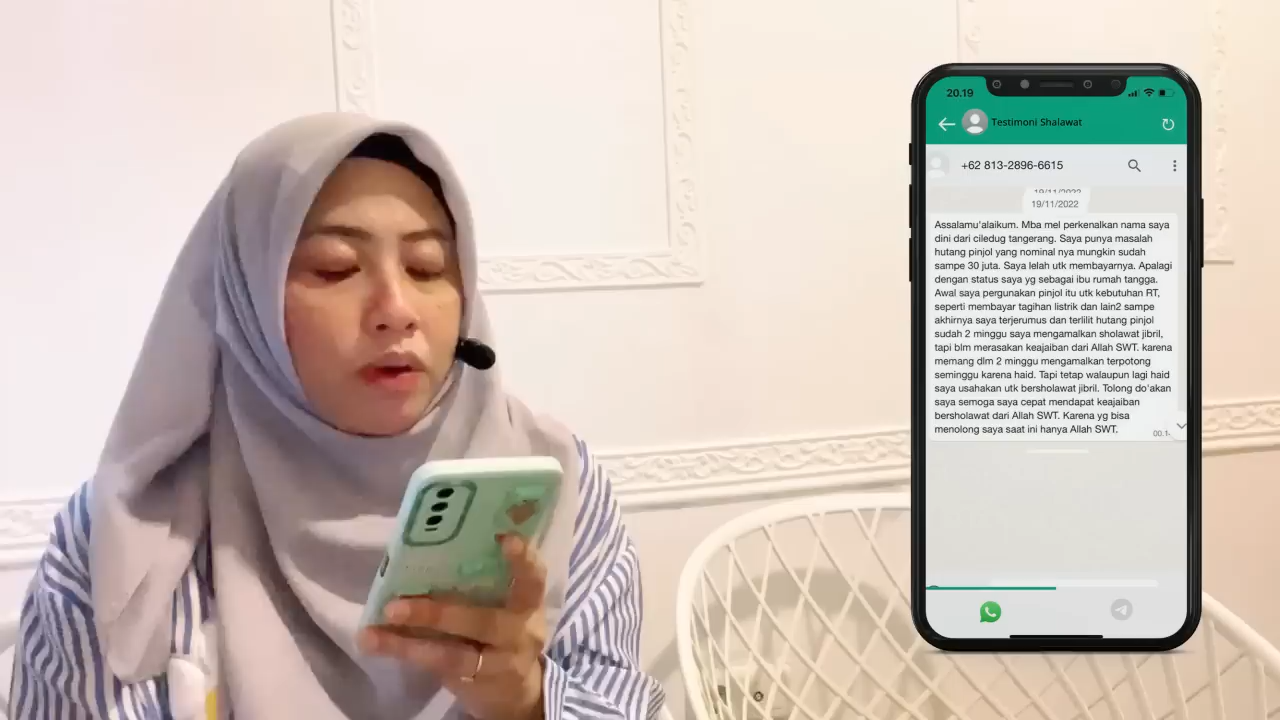 20.19
Testimoni Shalawat
+62 813-2896-6615
19/11/2022
19/11/2022
Assalamu'alaikum. Mba mel perkenalkan nama saya
dini dari ciledug tangerang. Saya punya masalah
hutang pinjol yang nominal nya mungkin sudah
sampe 30 juta. Saya lelah utk membayarnya. Apalagi
dengan status saya yg sebagai ibu rumah tangga.
Awal saya pergunakan pinjol itu utk kebutuhan RT,
seperti membayar tagihan listrik dan lain2 sampe
akhirnya saya terjerumus dan terlilit hutang pinjol
sudah 2 minggu saya mengamalkan sholawat jibril,
tapi blm merasakan keajaiban dari Allah SWT. karena
memang dlm 2 minggu mengamalkan terpotong
seminggu karena haid. Tapi tetap walaupun lagi haid
saya usahakan utk bersholawat jibril. Tolong do'akan
saya semoga saya cepat mendapat keajaiban
bersholawat dari Allah SWT. Karena yg bisa
menolong saya saat ini hanya Allah SWT.